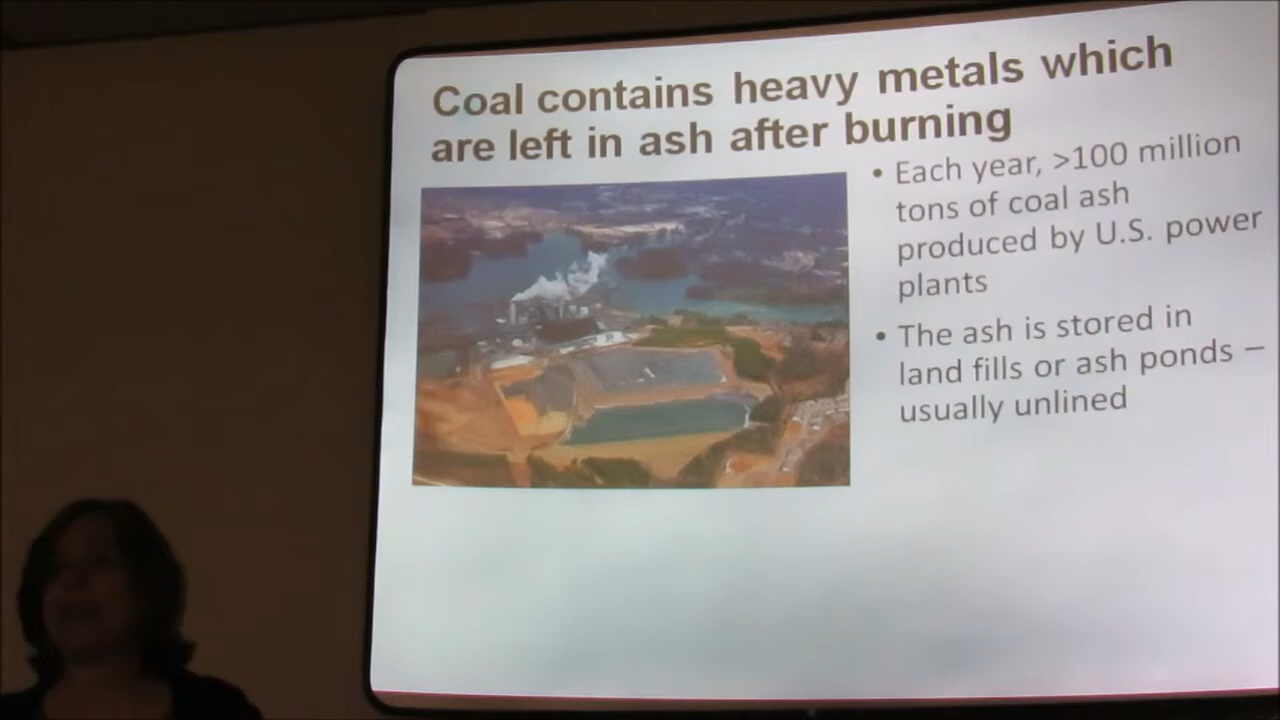 Coal contains heavy metals which
are left in ash after burning
• Each year, >100 million
tons of coal ash
produced by U.S. power
plants
• The ash is stored in
land fills or ash ponds –
usually unlined